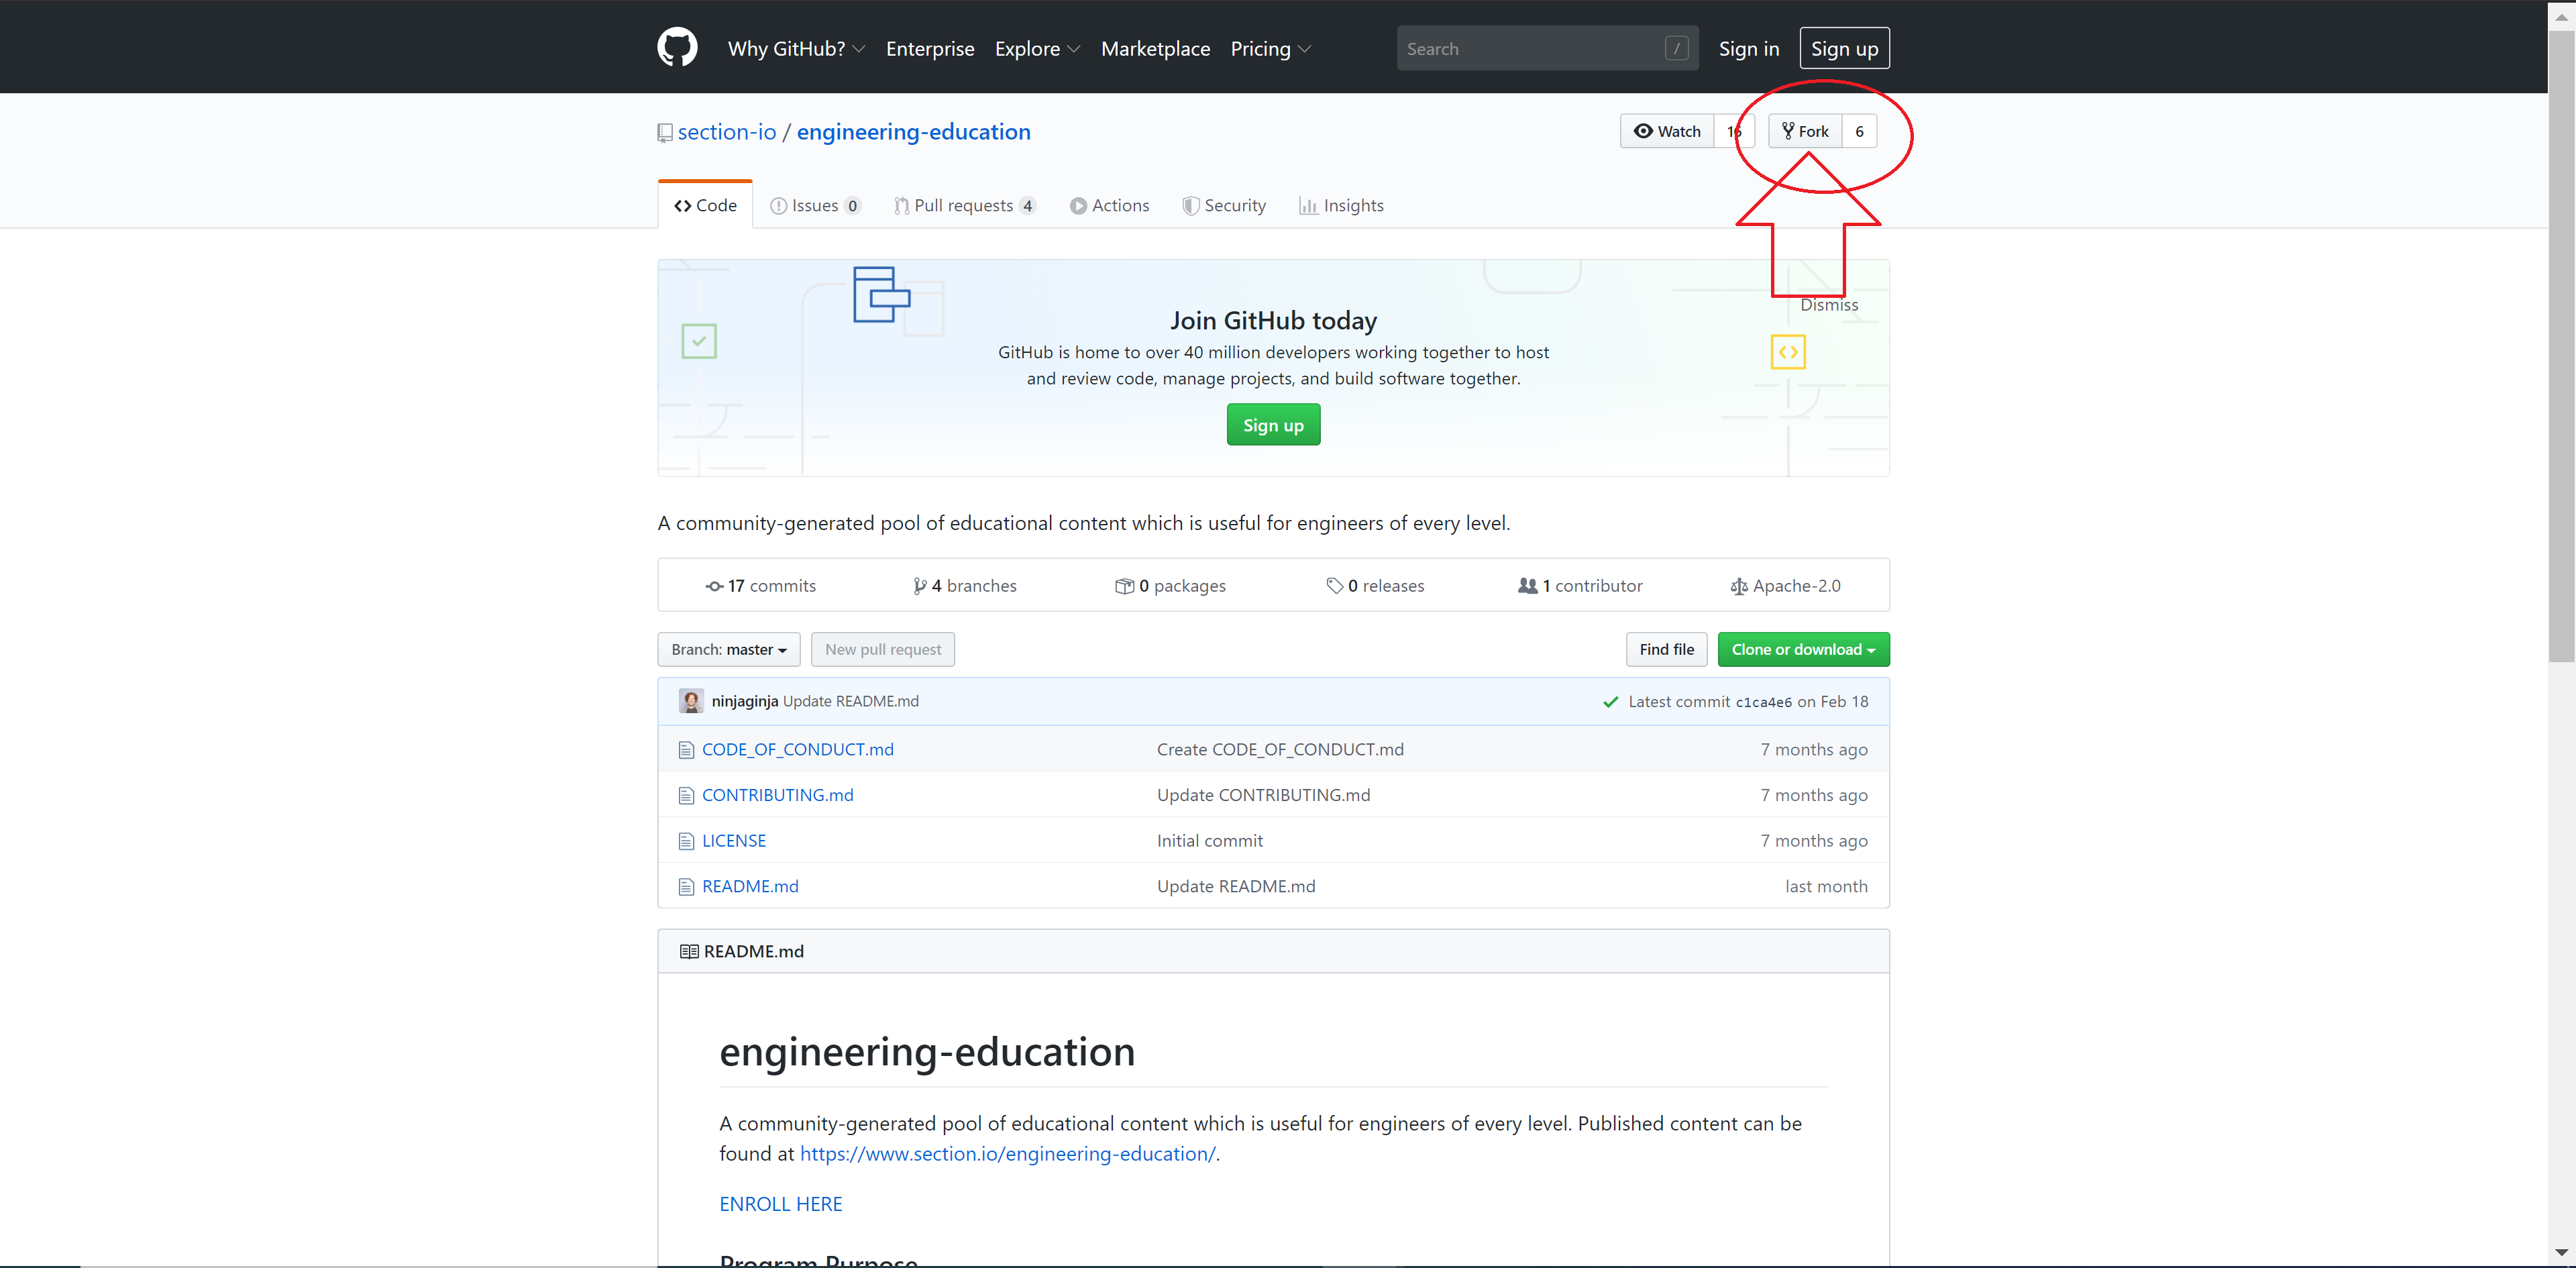 Why GitHub? Enterprise Explore Marketplace Pricing Search / Sign in Sign up
section-io / engineering-education Watch 16 Fork 6
Code Issues 0 Pull requests 4 Actions Security Insights
Dismiss
Join GitHub today
GitHub is home to over 40 million developers working together to host
and review code, manage projects, and build software together.
Sign up
A community-generated pool of educational content which is useful for engineers of every level.
17 commits 4 branches 0 packages 0 releases 1 contributor Apache-2.0
Branch: master New pull request Find file Clone or download
ninjaginja Update README.md Latest commit c1ca4e6 on Feb 18
CODE_OF_CONDUCT.md Create CODE_OF_CONDUCT.md 7 months ago
CONTRIBUTING.md Update CONTRIBUTING.md 7 months ago
LICENSE Initial commit 7 months ago
README.md Update README.md last month
README.md
engineering-education
A community-generated pool of educational content which is useful for engineers of every level. Published content can be
found at https://www.section.io/engineering-education/.
ENROLL HERE
Program Purpose